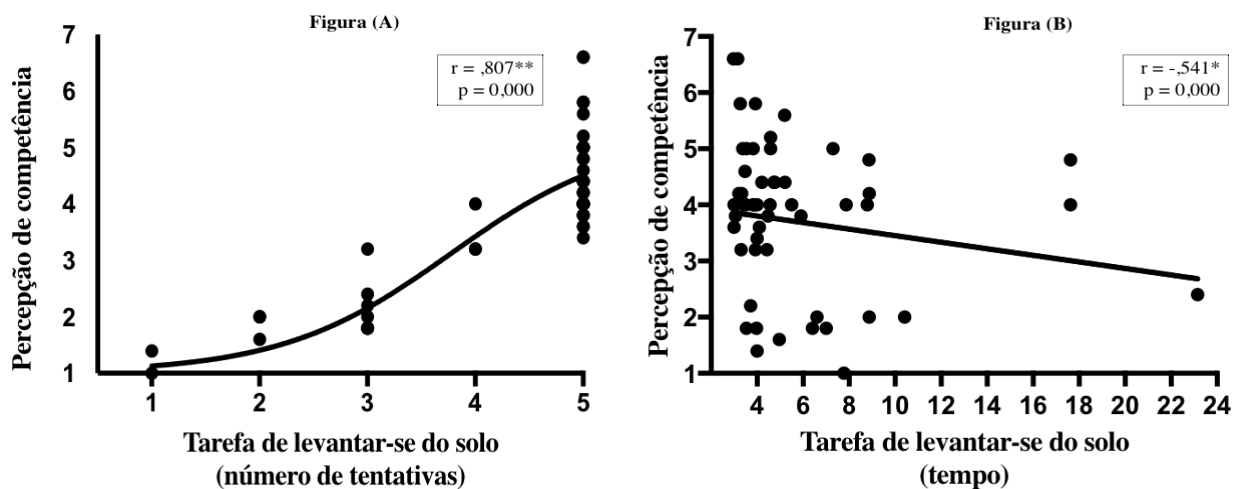 Figura (A)
r = ,807**
p = 0,000
Percepção de competência
7
6
5
4
3
2
1
1 2 3 4 5
Tarefa de levantar-se do solo
(número de tentativas)
Figura (B)
r = -,541*
p = 0,000
Percepção de competência
7
6
5
4
3
2
1
4 6 8 10 12 14 16 18 20 22 24
Tarefa de levantar-se do solo
(tempo)